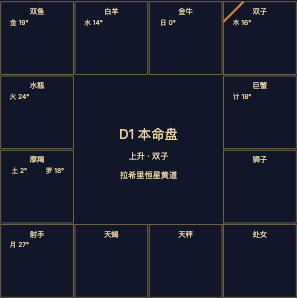 双鱼
金 19°
白羊
水 14°
金牛
日 0°
双子
木 16°
水瓶
火 24°
巨蟹
计 18°
D1 本命盘
上升 · 双子
拉希里恒星黄道
摩羯
土 2° 罗 18°
狮子
射手
月 27°
天蝎
天秤
处女